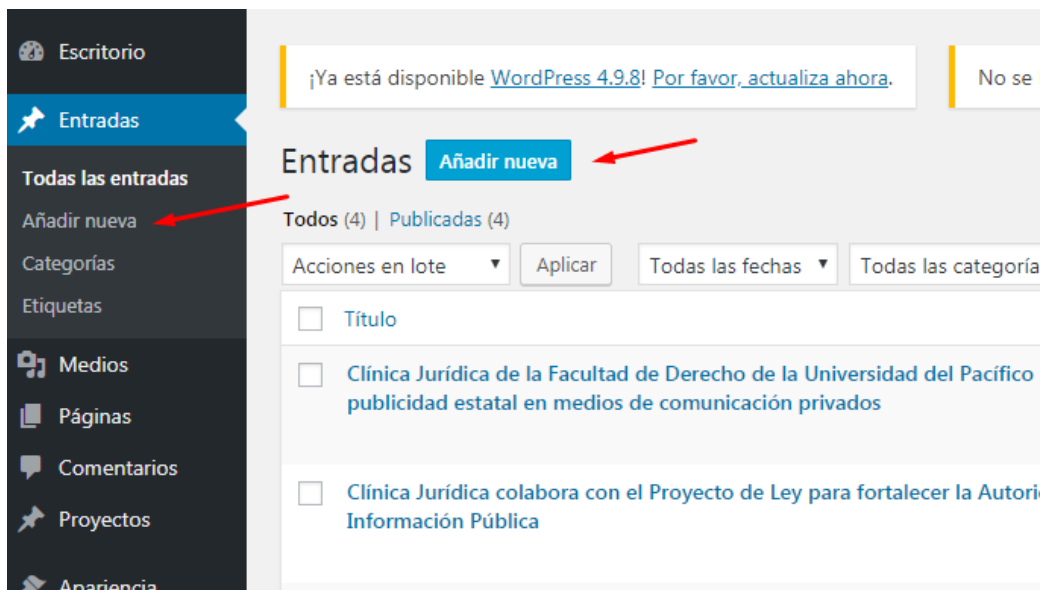 Escritorio
Entradas
Todas las entradas
Añadir nueva
Categorías
Etiquetas
Medios
Páginas
Comentarios
Proyectos
Apariencia
¡Ya está disponible WordPress 4.9.8! Por favor, actualiza ahora.
No se
Entradas Añadir nueva
Todos (4) | Publicadas (4)
Acciones en lote Aplicar Todas las fechas Todas las categoría
Título
Clínica Jurídica de la Facultad de Derecho de la Universidad del Pacífico
publicidad estatal en medios de comunicación privados
Clínica Jurídica colabora con el Proyecto de Ley para fortalecer la Autori
Información Pública